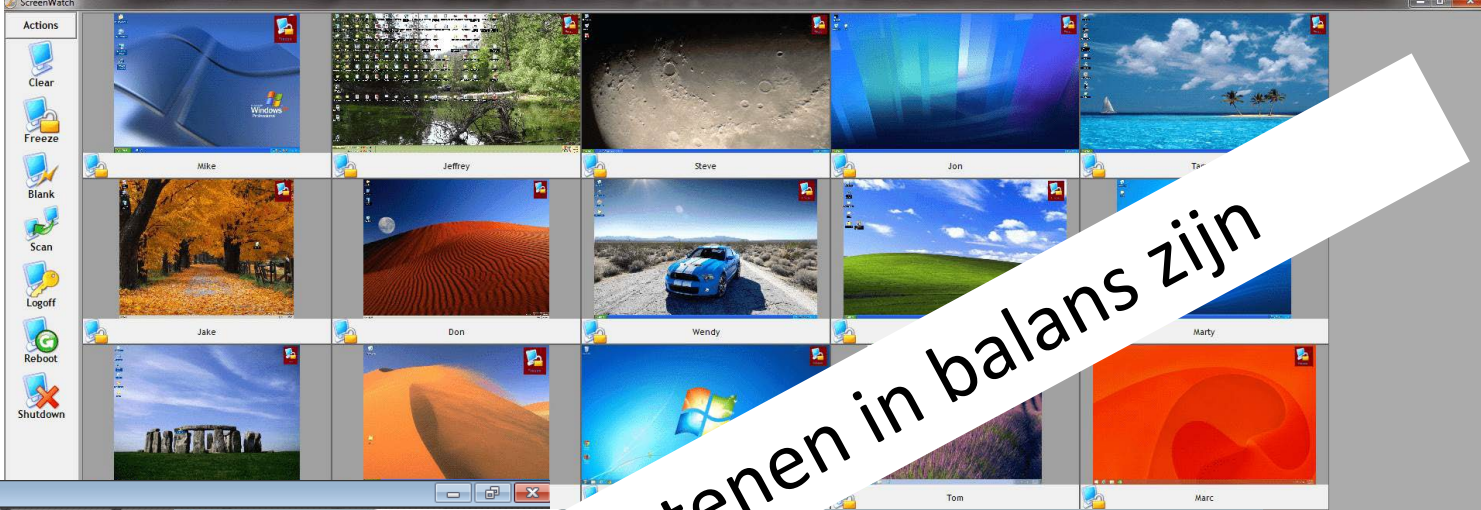 ScreenWatch
Actions
Clear
Freeze
Blank
Scan
Logoff
Reboot
Shutdown
Windows
Mike
Jeffrey
Steve
Jon
Jake
Don
Wendy
Marty
Tom
Marc
in balans zijn